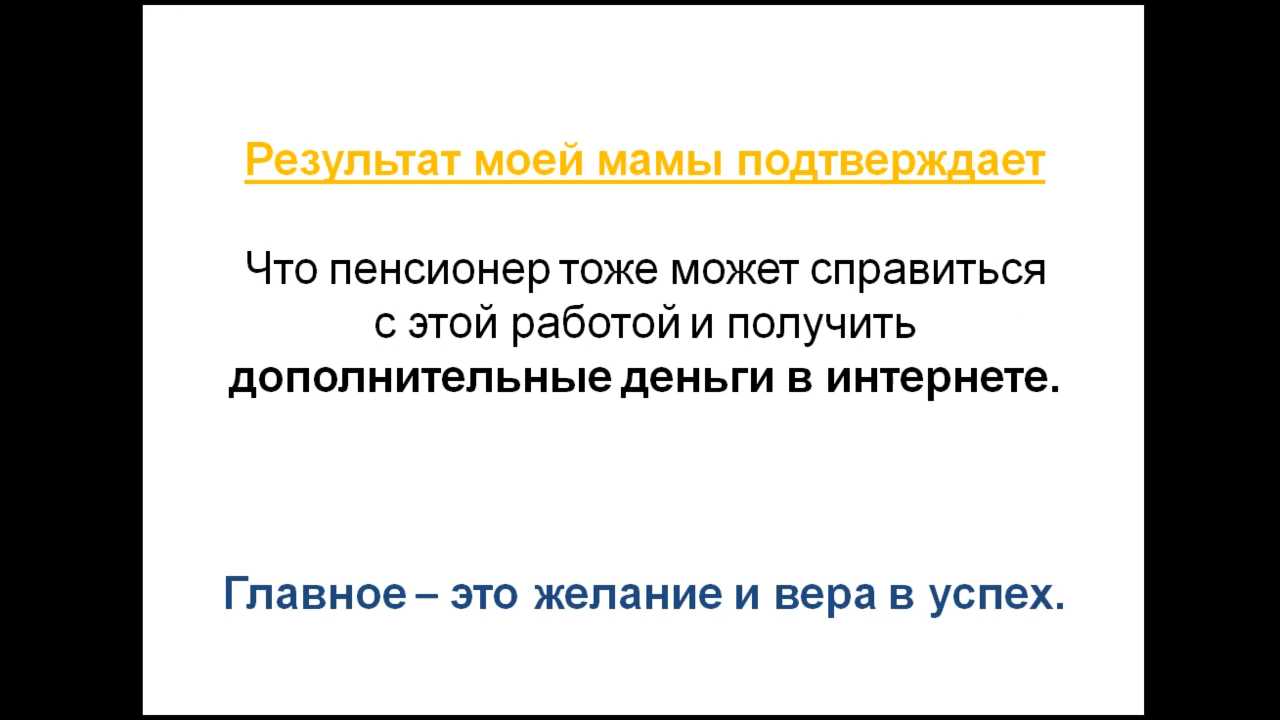 Результат моей мамы подтверждает
Что пенсионер тоже может справиться
с этой работой и получить
дополнительные деньги в интернете.
Главное – это желание и вера в успех.